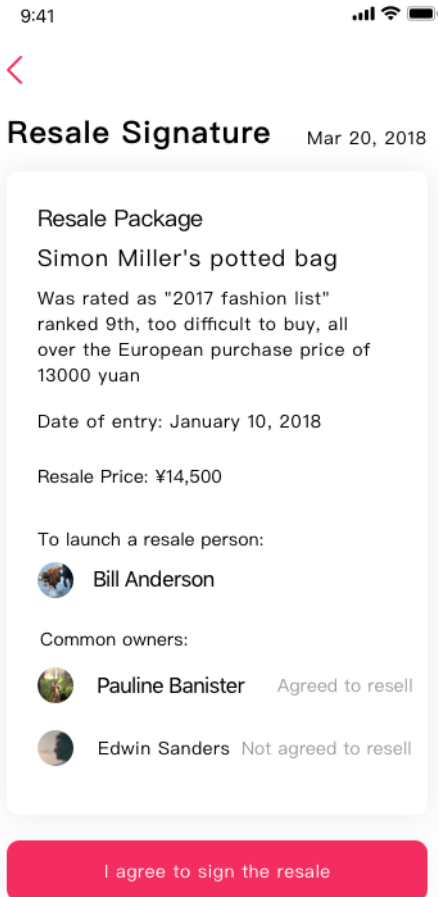 9:41
Resale Signature Mar 20, 2018
Resale Package
Simon Miller's potted bag
Was rated as "2017 fashion list"
ranked 9th, too difficult to buy, all
over the European purchase price of
13000 yuan
Date of entry: January 10, 2018
Resale Price: ¥14,500
To launch a resale person:
Bill Anderson
Common owners:
Pauline Banister Agreed to resell
Edwin Sanders Not agreed to resell
I agree to sign the resale